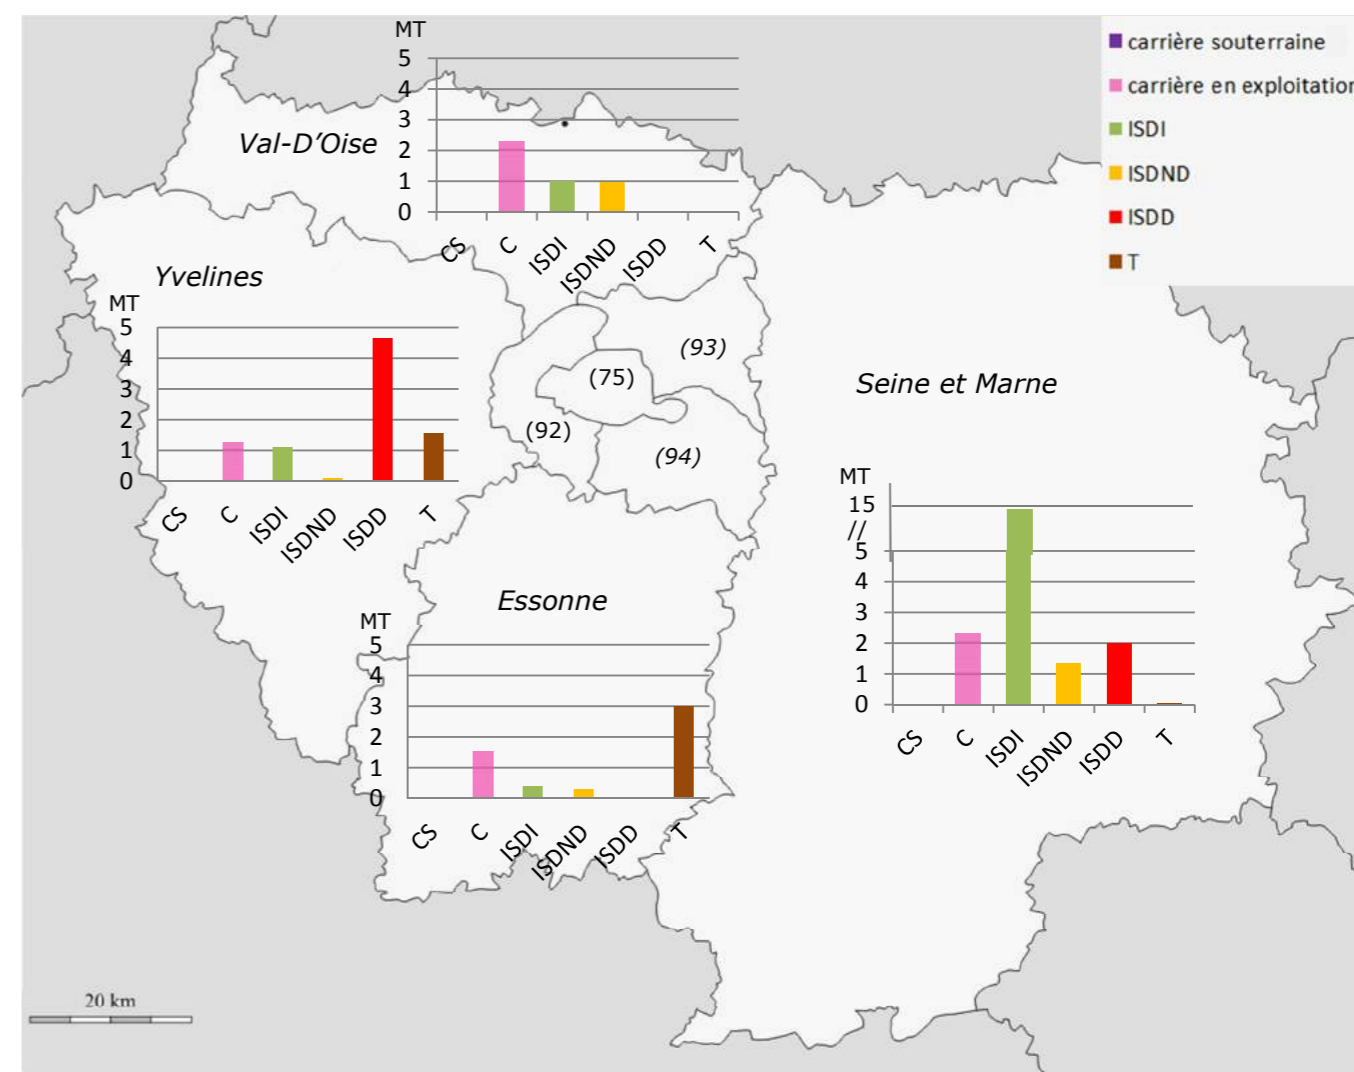 MT
5
4
3
2
1
0
CS
C
ISDI
ISDND
ISDD
T
Val-D’Oise
carrière souterraine
carrière en exploitation
ISDI
ISDND
ISDD
T
Yvelines
MT
5
4
3
2
1
0
CS
C
ISDI
ISDND
ISDD
T
(93)
(75)
(92)
(94)
Seine et Marne
MT
15
//
5
4
3
2
1
0
CS
C
ISDI
ISDND
ISDD
T
Essonne
MT
5
4
3
2
1
0
CS
C
ISDI
ISDND
ISDD
T
20 km